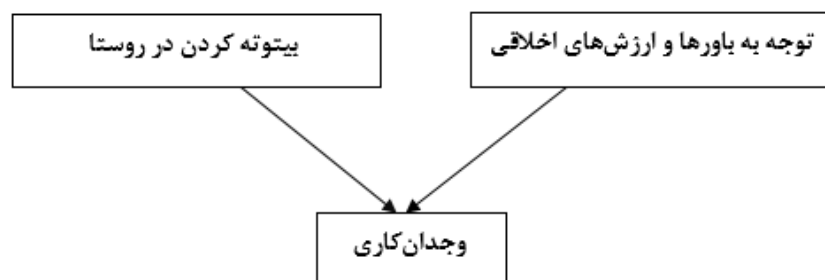 توجه به باورها و ارزش‌های اخلاقی
بیتوته کردن در روستا
وجدان‌کاری